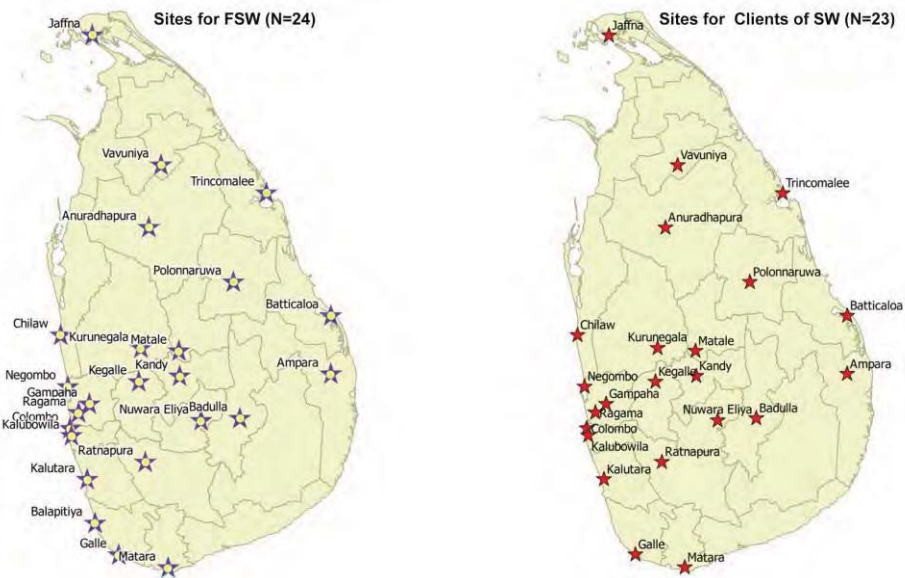 Sites for FSW (N=24)
Jaffna
Vavuniya
Trincomalee
Anuradhapura
Polonnaruwa
Batticaloa
Chilaw
Kurunegala
Matale
Kandy
Ampara
Kegalle
Negombo
Gampaha
Ragama
Colombo
Kalubowila
Nuwara Eliya
Badulla
Ratnapura
Kalutara
Balapitiya
Galle
Matara
Sites for Clients of SW (N=23)
Jaffna
Vavuniya
Trincomalee
Anuradhapura
Polonnaruwa
Batticaloa
Chilaw
Kurunegala
Matale
Kandy
Ampara
Kegalle
Negombo
Gampaha
Ragama
Colombo
Kalubowila
Nuwara Eliya
Badulla
Ratnapura
Kalutara
Galle
Matara